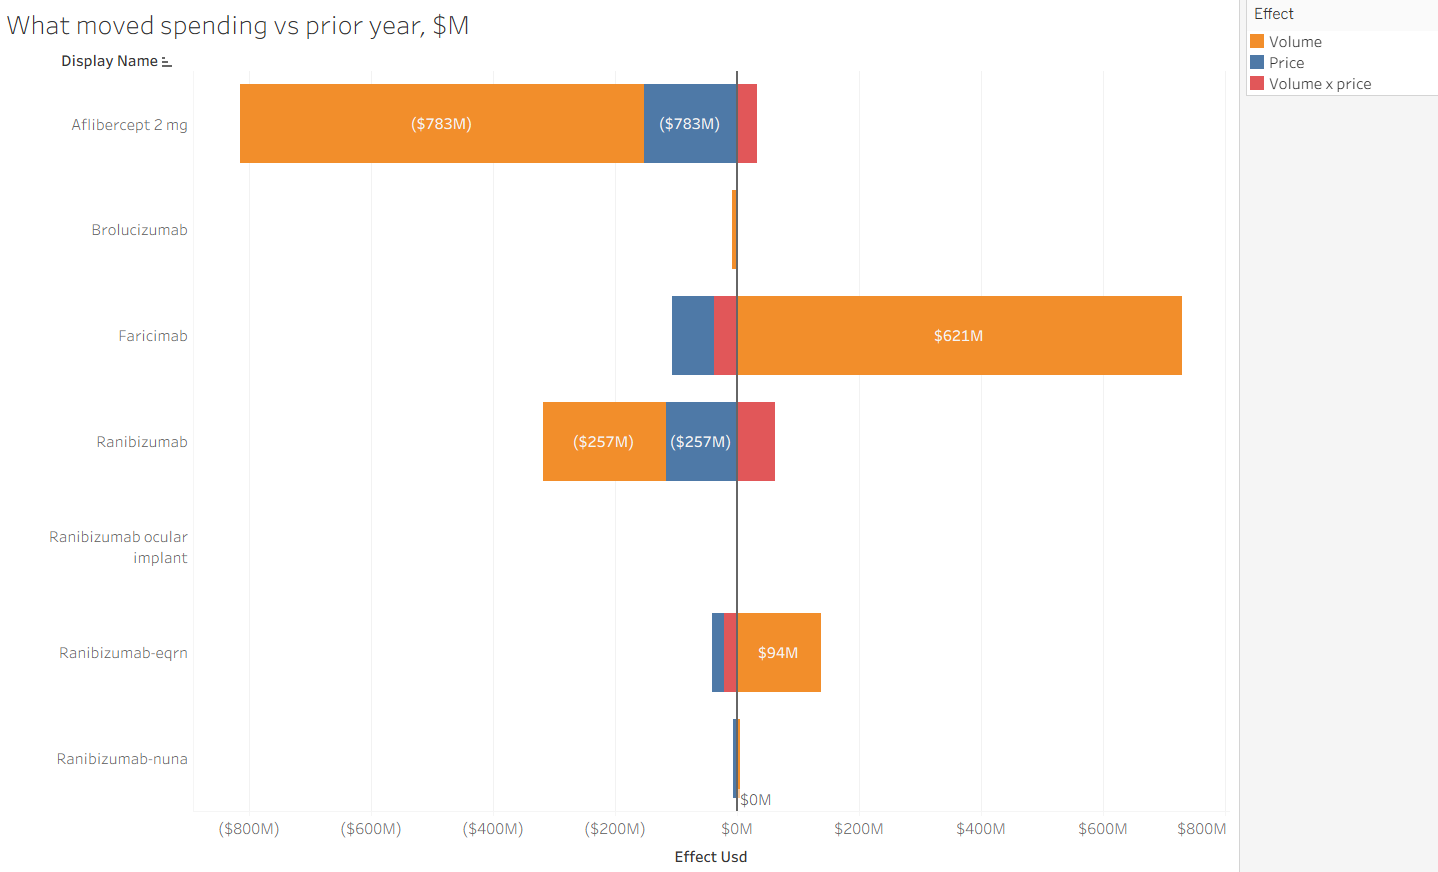 What moved spending vs prior year, $M
Effect
Volume
Price
Volume x price
Display Name
Aflibercept 2 mg
($783M)
($783M)
Brolucizumab
Faricimab
$621M
Ranibizumab
($257M)
($257M)
Ranibizumab ocular
implant
Ranibizumab-eqrn
$94M
Ranibizumab-nuna
$0M
($800M)
($600M)
($400M)
($200M)
$0M
$200M
$400M
$600M
$800M
Effect Usd